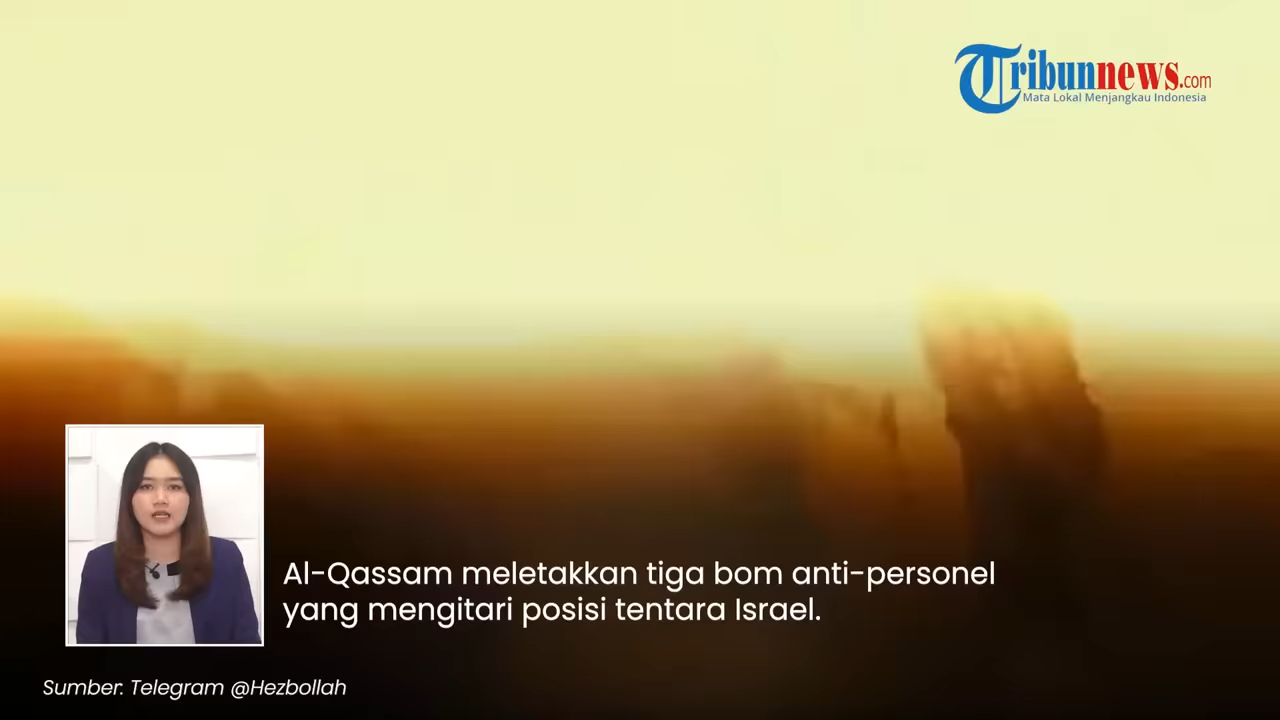 Tribunnews.com
Mata Lokal Menjangkau Indonesia
Al-Qassam meletakkan tiga bom anti-personel
yang mengitari posisi tentara Israel.
Sumber: Telegram @Hezbollah